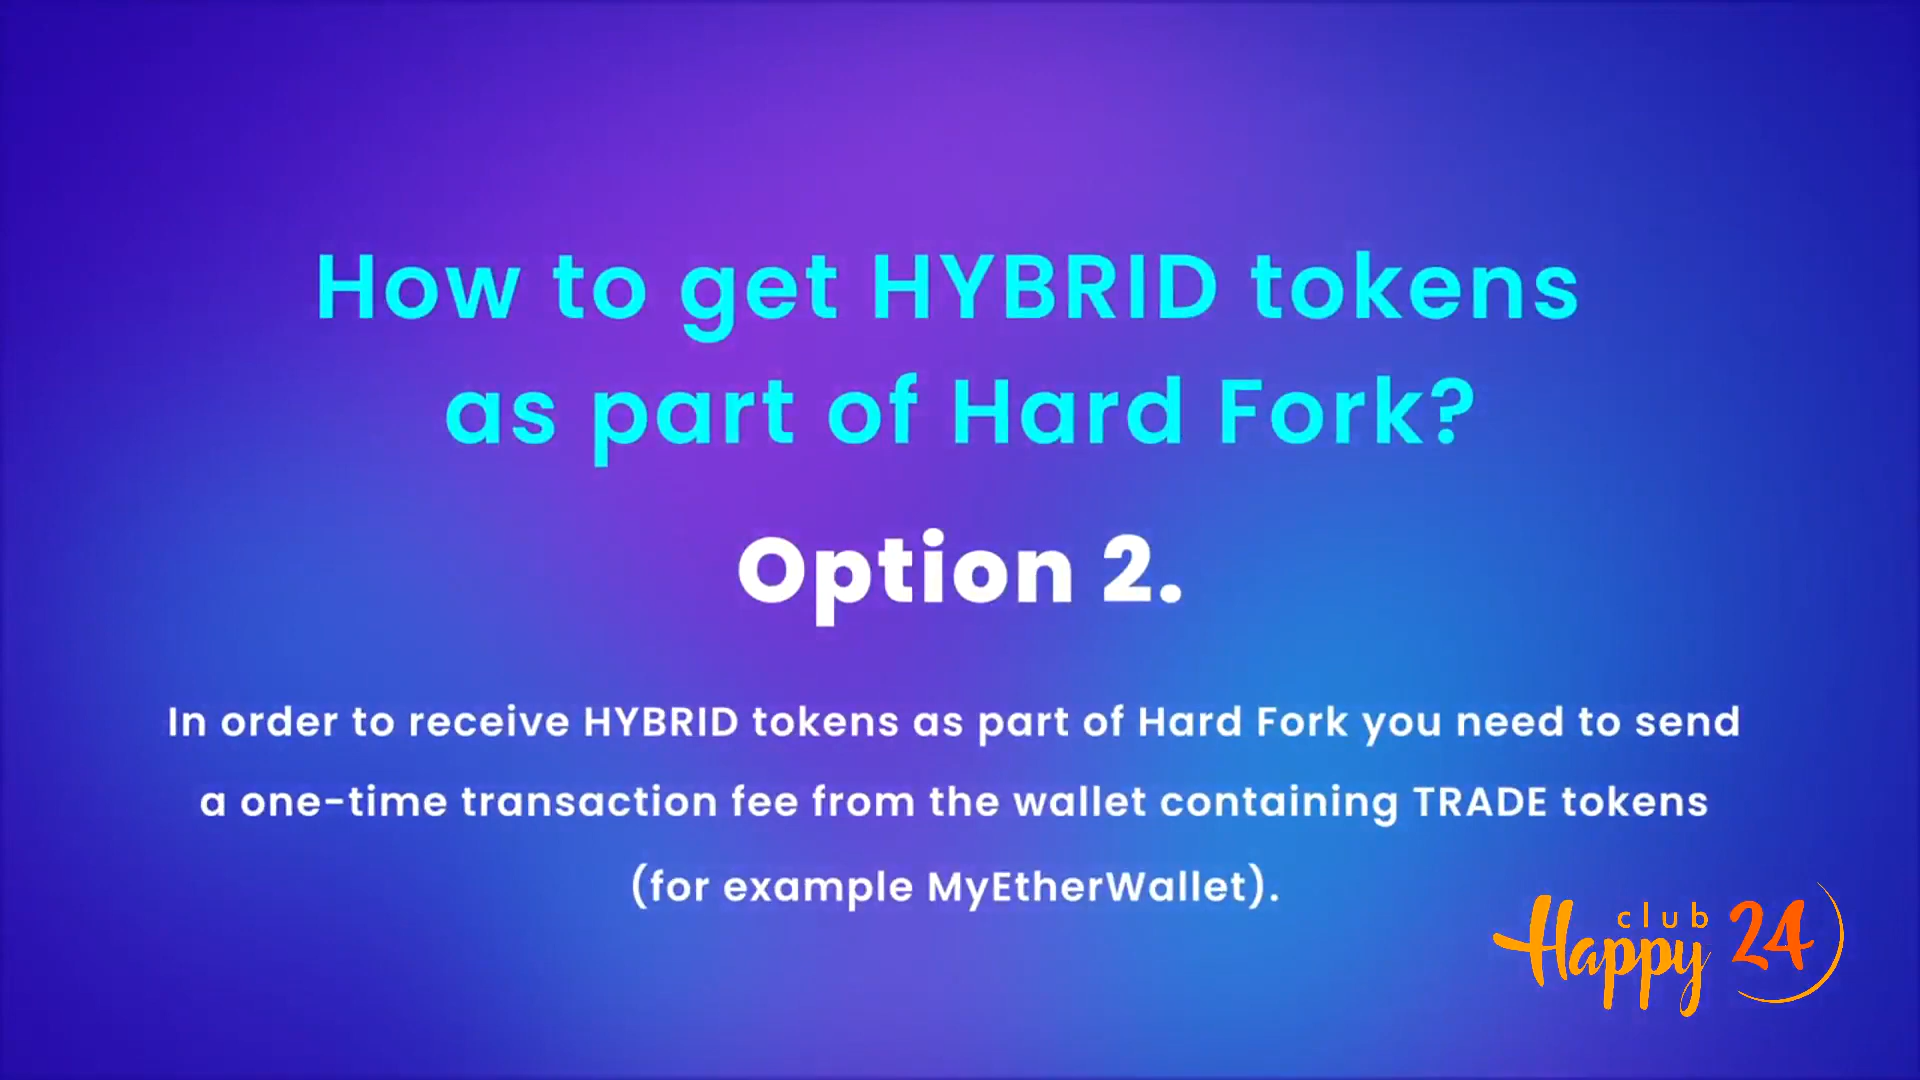 How to get HYBRID tokens
as part of Hard Fork?
Option 2.
In order to receive HYBRID tokens as part of Hard Fork you need to send
a one-time transaction fee from the wallet containing TRADE tokens
(for example MyEtherWallet).
club
Happy 24